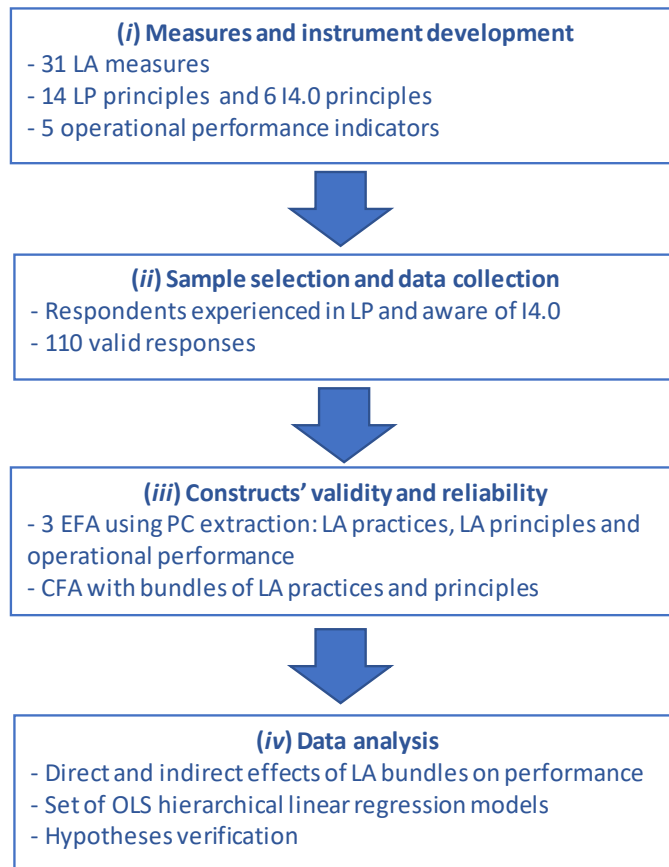 (i) Measures and instrument development
- 31 LA measures
- 14 LP principles and 6 I4.0 principles
- 5 operational performance indicators
(ii) Sample selection and data collection
- Respondents experienced in LP and aware of I4.0
- 110 valid responses
(iii) Constructs’ validity and reliability
- 3 EFA using PC extraction: LA practices, LA principles and
operational performance
- CFA with bundles of LA practices and principles
(iv) Data analysis
- Direct and indirect effects of LA bundles on performance
- Set of OLS hierarchical linear regression models
- Hypotheses verification